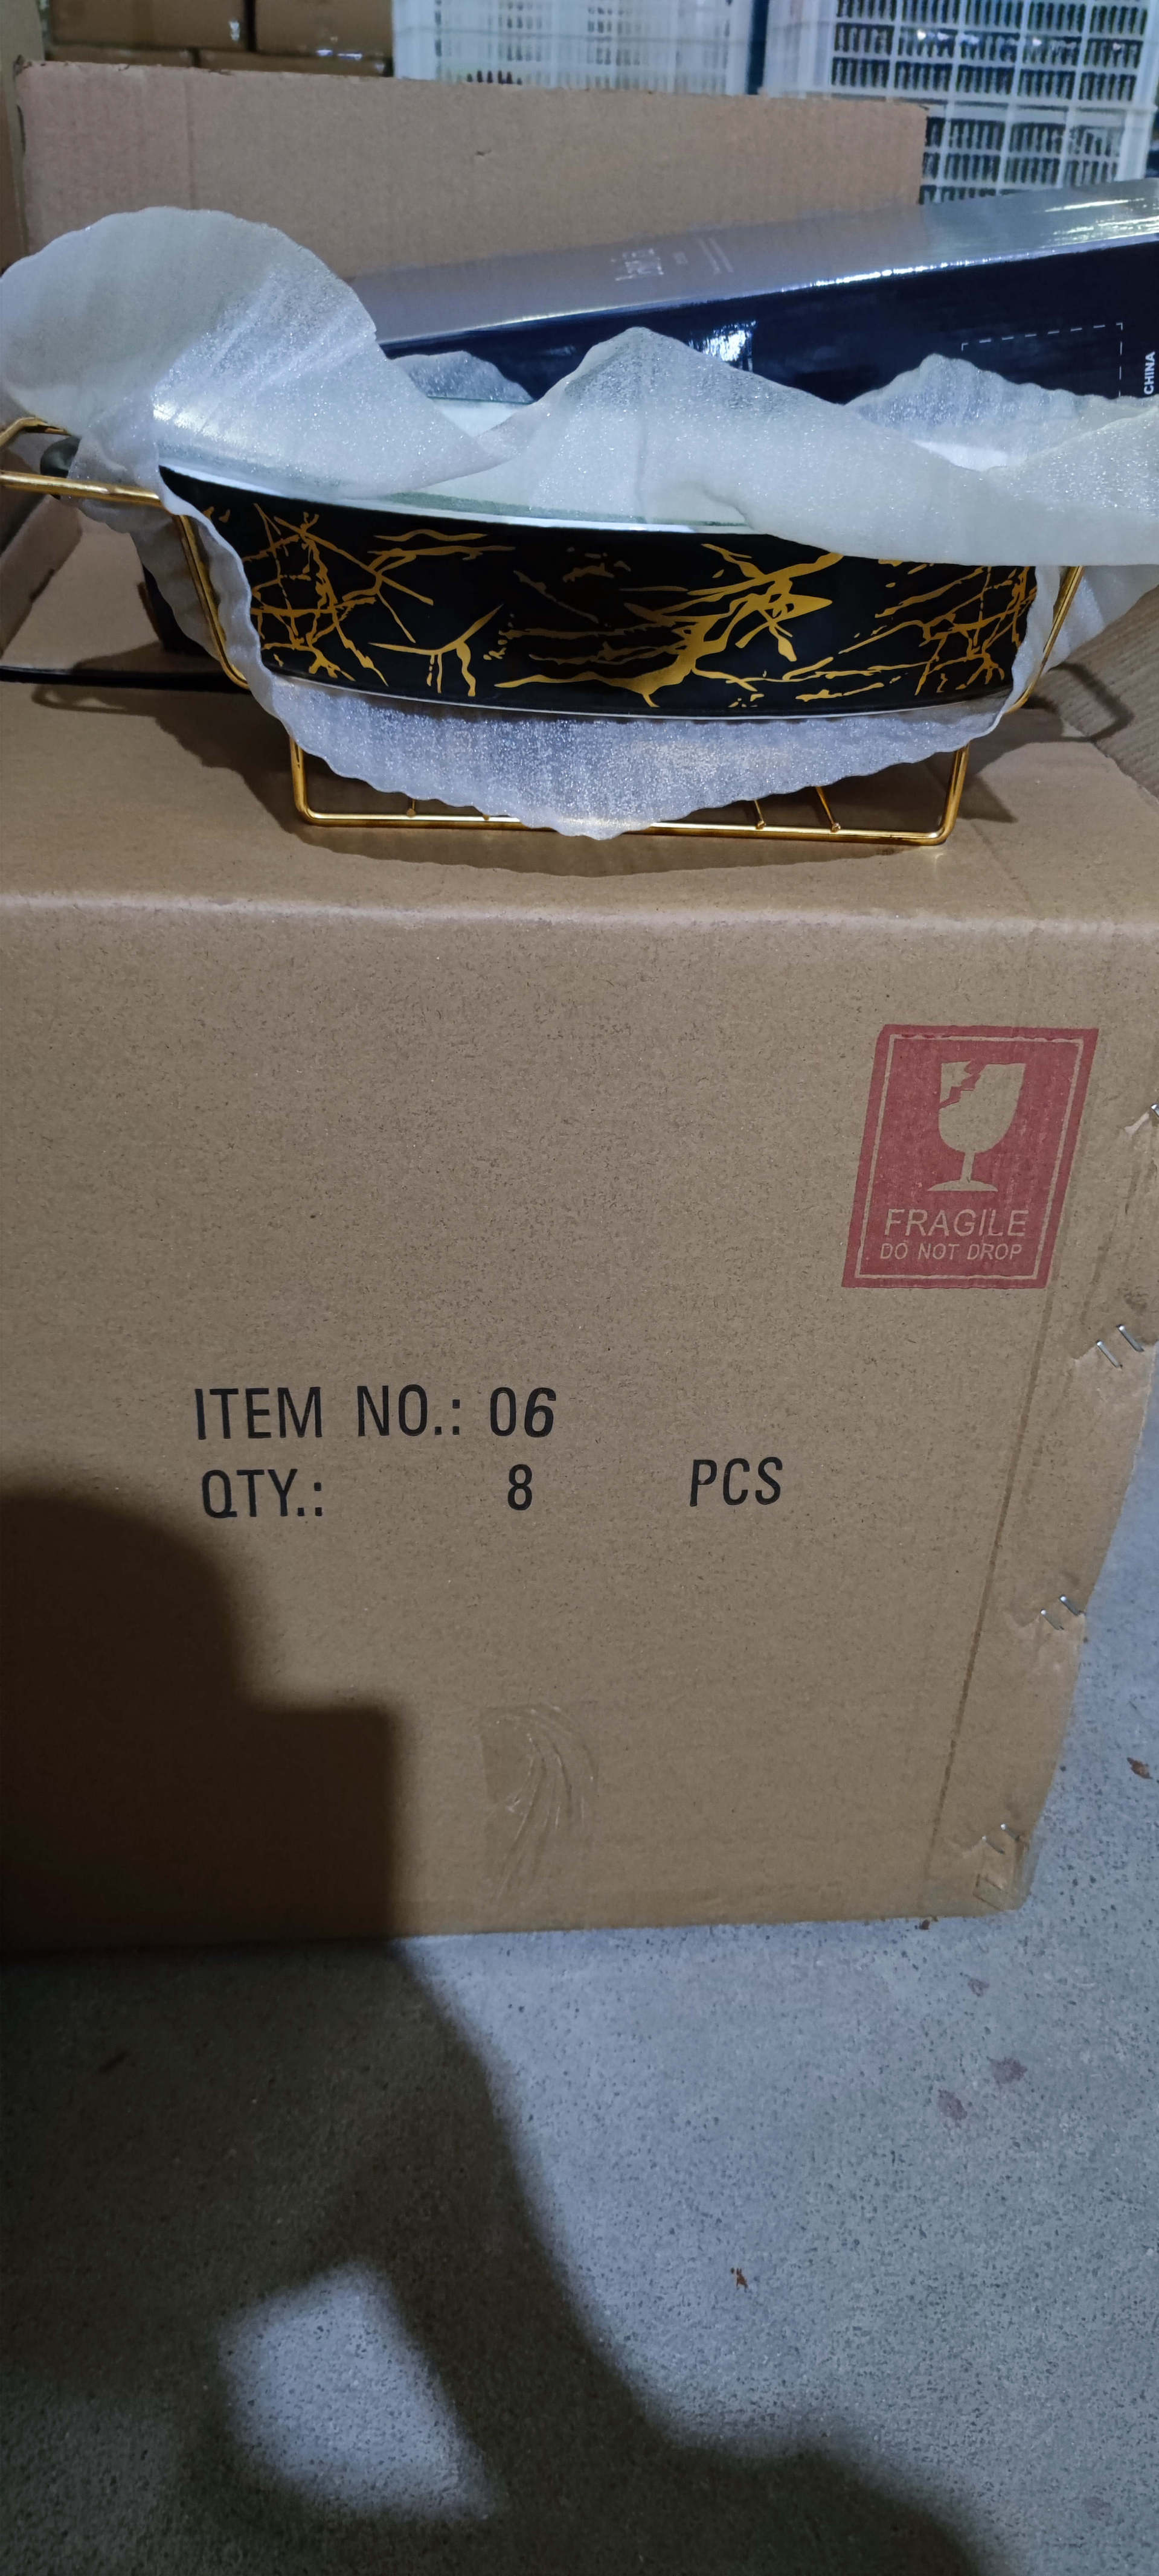 CHINA
FRAGILE
DO NOT DROP
ITEM NO.: 06
QTY.: 8 PCS